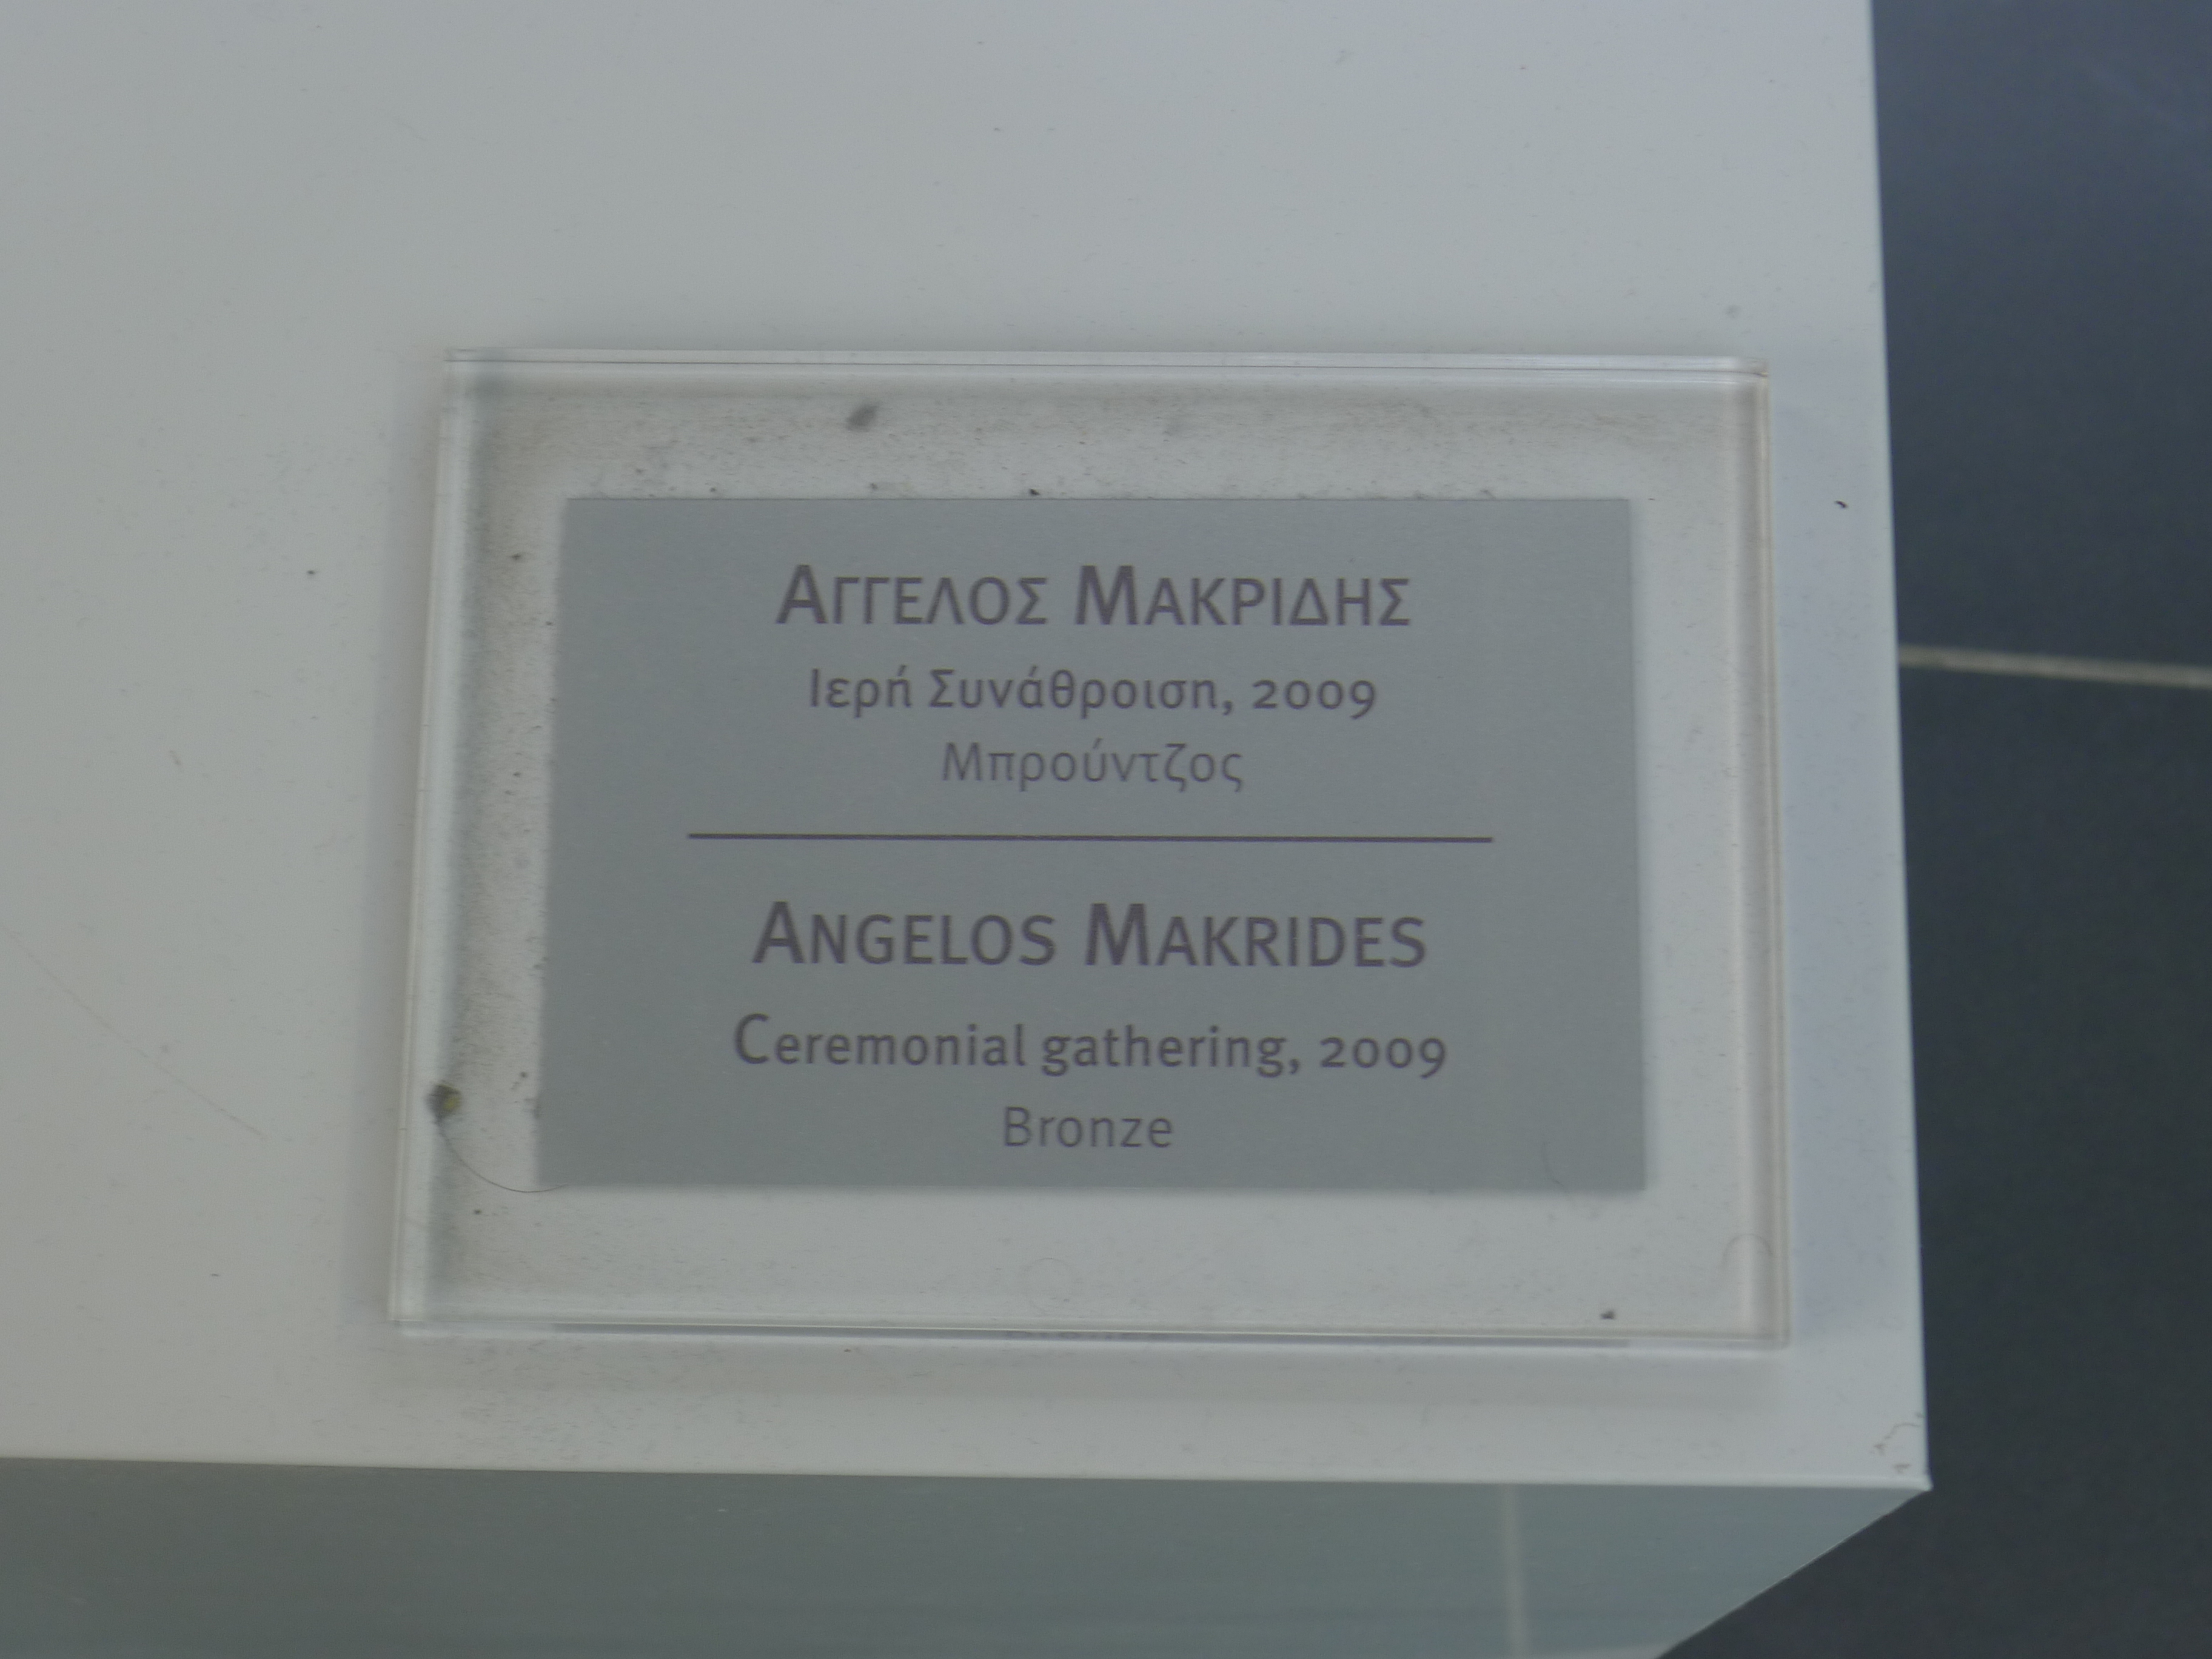 ΑΓΓΕΛΟΣ ΜΑΚΡΙΔΗΣ
Ιερή Συνάθροιση, 2009
Μπρούντζος
ANGELOS MAKRIDES
Ceremonial gathering, 2009
Bronze